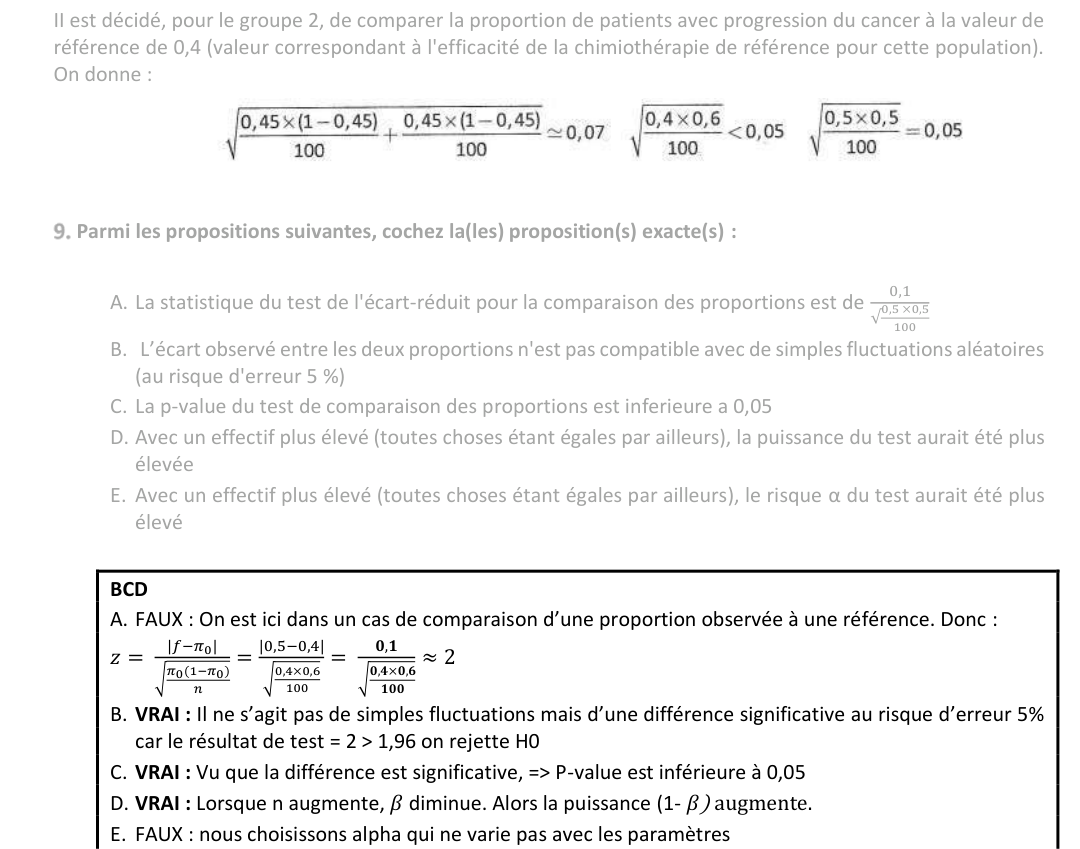 Il est décidé, pour le groupe 2, de comparer la proportion de patients avec progression du cancer à la valeur de
référence de 0,4 (valeur correspondant à l'efficacité de la chimiothérapie de référence pour cette population).
On donne :
√(0,45×(1−0,45)/100 + 0,45×(1−0,45)/100) ≃0,07 √(0,4×0,6/100) <0,05 √(0,5×0,5/100) =0,05
9. Parmi les propositions suivantes, cochez la(les) proposition(s) exacte(s) :
A. La statistique du test de l'écart-réduit pour la comparaison des proportions est de 0,1/√(0,5 ×0,5/100)
B. L’écart observé entre les deux proportions n'est pas compatible avec de simples fluctuations aléatoires
(au risque d'erreur 5 %)
C. La p-value du test de comparaison des proportions est inferieure a 0,05
D. Avec un effectif plus élevé (toutes choses étant égales par ailleurs), la puissance du test aurait été plus
élevée
E. Avec un effectif plus élevé (toutes choses étant égales par ailleurs), le risque α du test aurait été plus
élevé
BCD
A. FAUX : On est ici dans un cas de comparaison d’une proportion observée à une référence. Donc :
z = |f−π₀|/√(π₀(1−π₀)/n) = |0,5−0,4|/√(0,4×0,6/100) = 0,1/√(0,4×0,6/100) ≈ 2
B. VRAI : Il ne s’agit pas de simples fluctuations mais d’une différence significative au risque d’erreur 5%
car le résultat de test = 2 > 1,96 on rejette H0
C. VRAI : Vu que la différence est significative, => P-value est inférieure à 0,05
D. VRAI : Lorsque n augmente, β diminue. Alors la puissance (1- β) augmente.
E. FAUX : nous choisissons alpha qui ne varie pas avec les paramètres